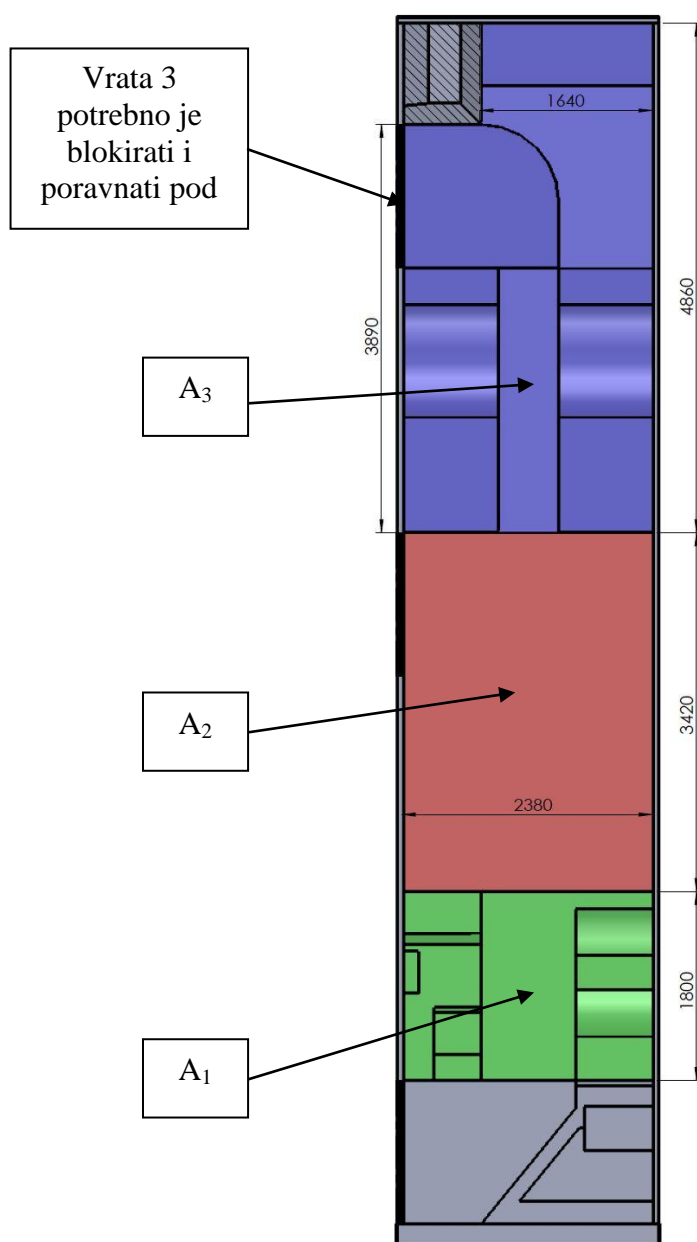 Vrata 3
potrebno je
blokirati i
poravnati pod
1640
4860
3890
A₃
A₂
3420
2380
1800
A₁